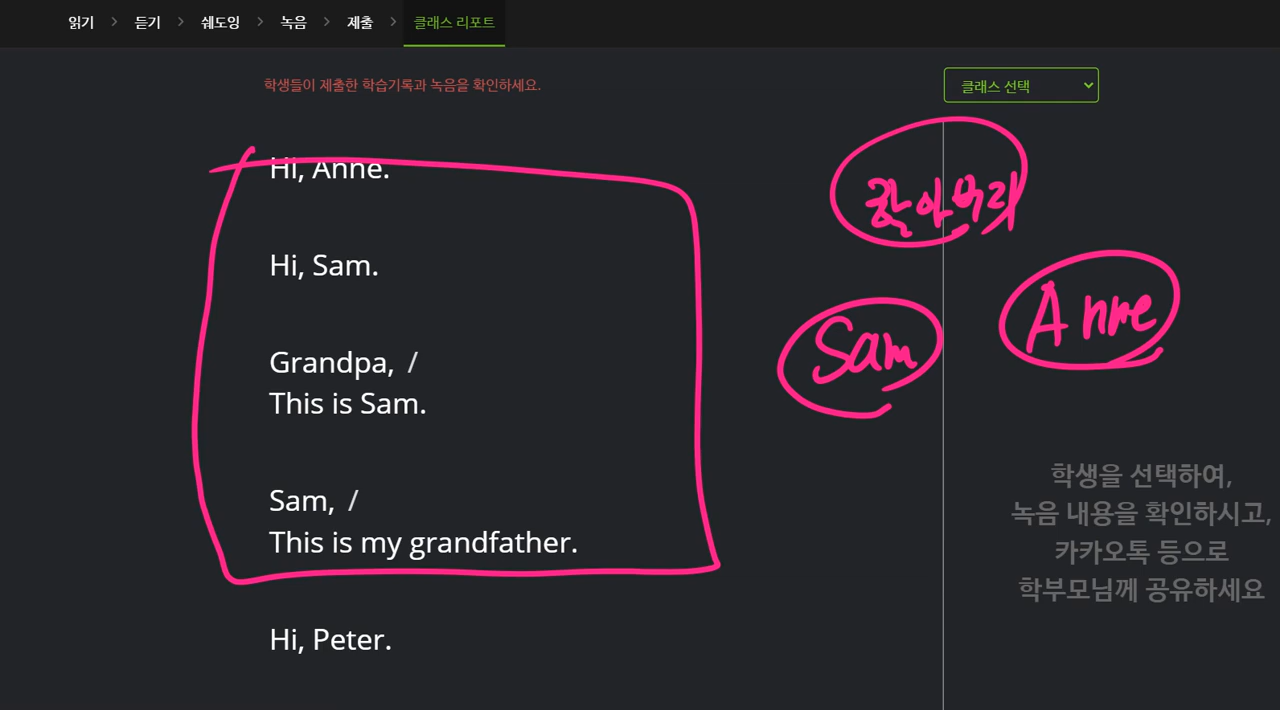 읽기 > 듣기 > 쉐도잉 > 녹음 > 제출 > 클래스 리포트
학생들이 제출한 학습기록과 녹음을 확인하세요.
클래스 선택
Hi, Anne.
Hi, Sam.
Grandpa, /
This is Sam.
Sam, /
This is my grandfather.
Hi, Peter.
Sam
Anne
학생을 선택하여,
녹음 내용을 확인하시고,
카카오톡 등으로
학부모님께 공유하세요